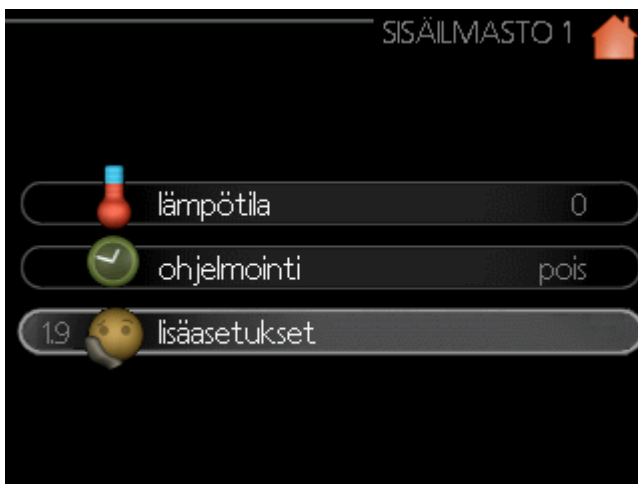 SISÄILMASTO 1
lämpötila 0
ohjelmointi pois
1.9 lisäasetukset